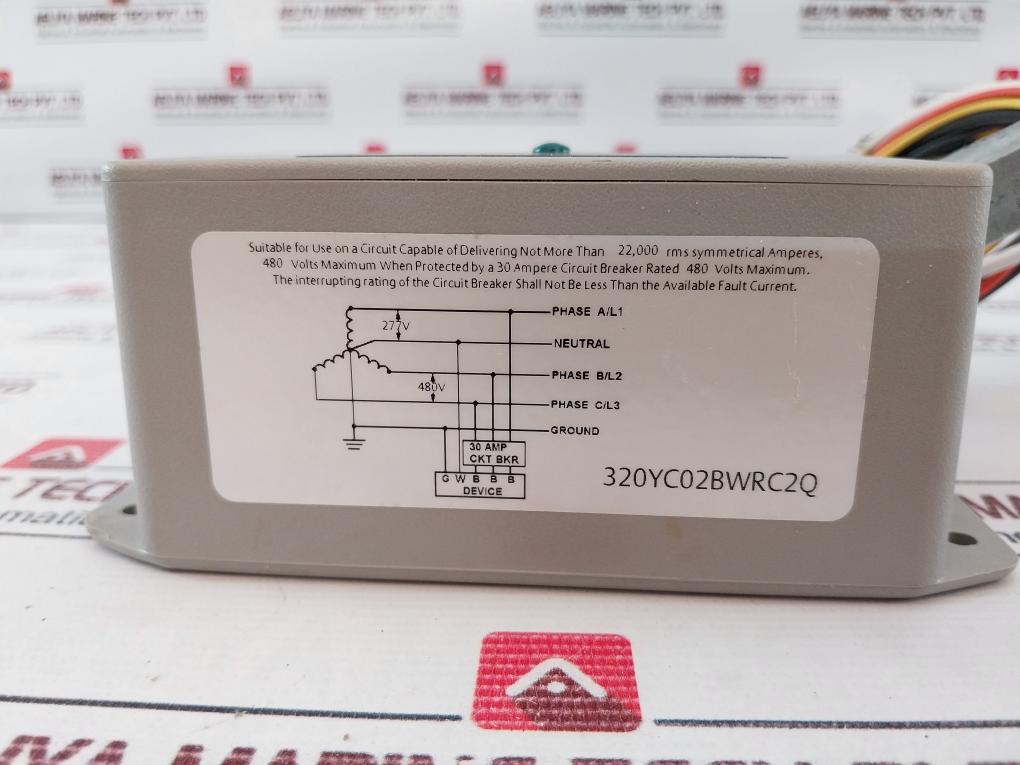 Suitable for Use on a Circuit Capable of Delivering Not More Than 22,000 rms symmetrical Amperes,
480 Volts Maximum When Protected by a 30 Ampere Circuit Breaker Rated 480 Volts Maximum.
The interrupting rating of the Circuit Breaker Shall Not Be Less Than the Available Fault Current.
PHASE A/L1
277V
NEUTRAL
PHASE B/L2
480V
PHASE C/L3
GROUND
30 AMP
CKT BKR
G W B B B
DEVICE
320YC02BWRC2Q